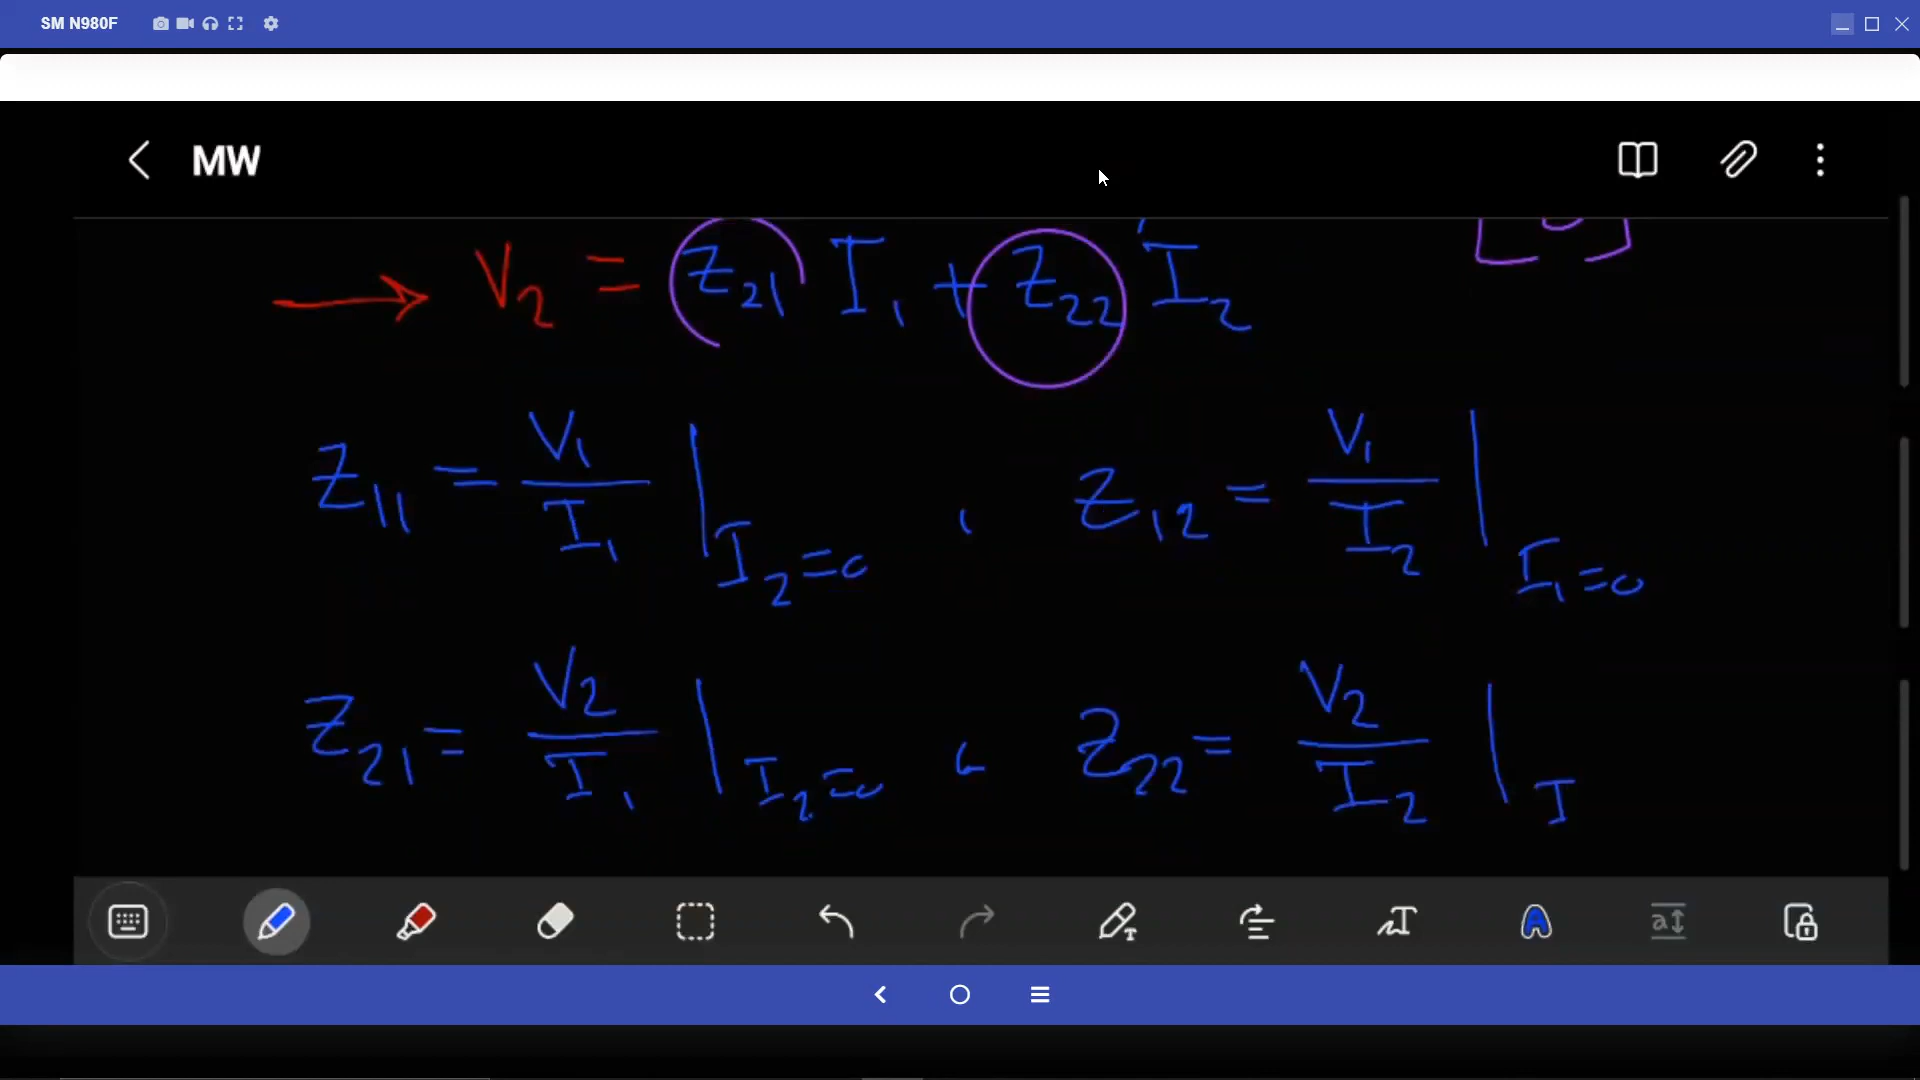 SM N980F
MW
V₂ = Z₂₁ I₁ + Z₂₂ I₂
Z₁₁ = V₁/I₁ |I₂=0 , Z₁₂ = V₁/I₂ |I₁=0
Z₂₁ = V₂/I₁ |I₂=0 , Z₂₂ = V₂/I₂ |I